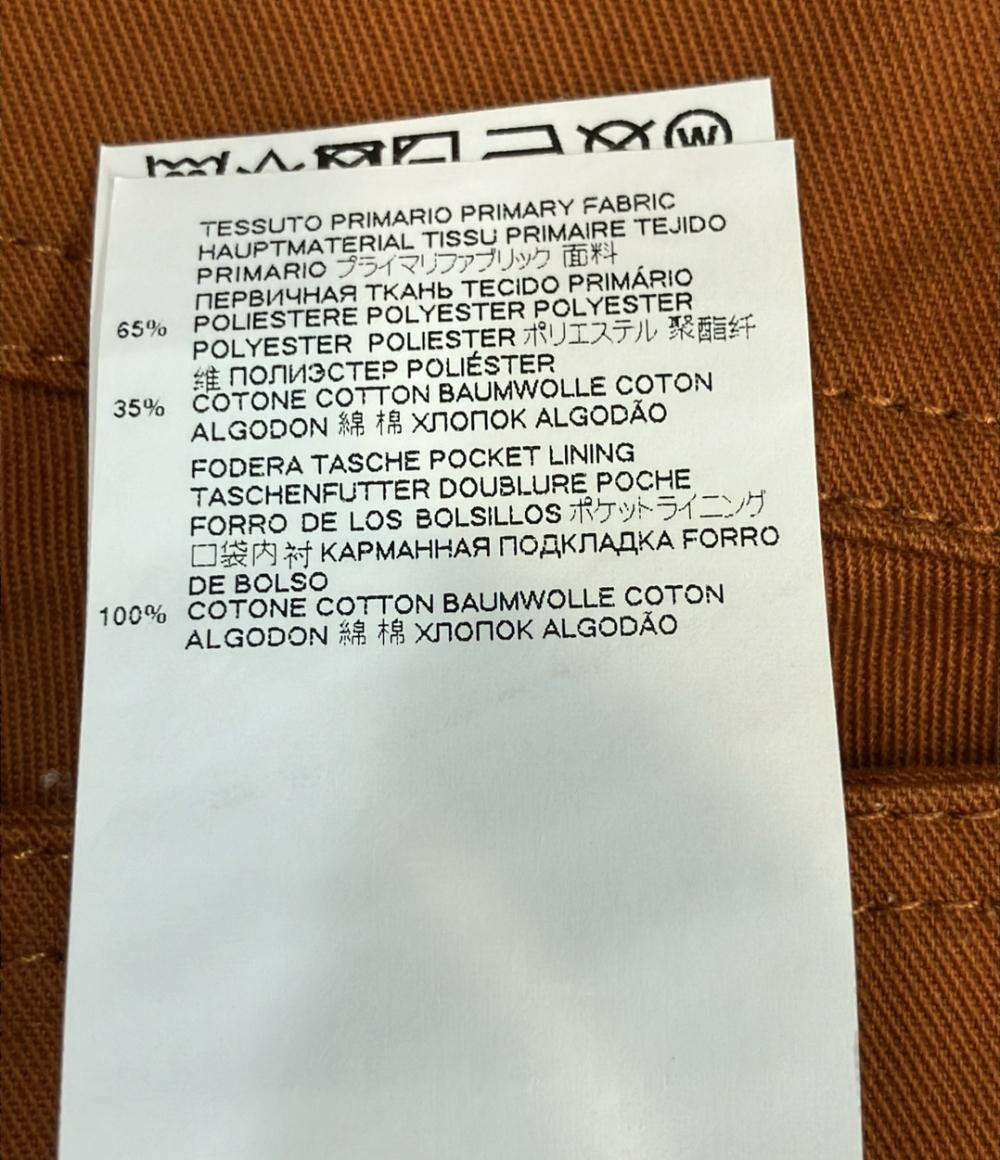 W
TESSUTO PRIMARIO PRIMARY FABRIC
HAUPTMATERIAL TISSU PRIMAIRE TEJIDO
PRIMARIO プライマリファブリック 面料
ПЕРВИЧНАЯ ТКАНЬ TECIDO PRIMÁRIO
65% POLIESTERE POLYESTER POLYESTER
POLYESTER POLIESTER ポリエステル 聚酯纤
维 ПОЛИЭСТЕР POLIÉSTER
35% COTONE COTTON BAUMWOLLE COTON
ALGODON 綿 棉 ХЛОПОК ALGODÃO
FODERA TASCHE POCKET LINING
TASCHENFUTTER DOUBLURE POCHE
FORRO DE LOS BOLSILLOS ポケットライニング
口袋内衬 КАРМАННАЯ ПОДКЛАДКА FORRO
DE BOLSO
100% COTONE COTTON BAUMWOLLE COTON
ALGODON 綿 棉 ХЛОПОК ALGODÃO